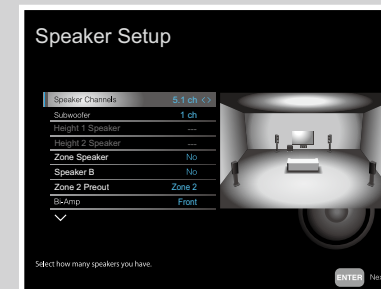 Speaker Setup
Speaker Channels 5.1 ch <>
Subwoofer 1 ch
Height 1 Speaker ---
Height 2 Speaker ---
Zone Speaker No
Speaker B No
Zone 2 Preout Zone 2
Bi-Amp Front
Select how many speakers you have.
ENTER